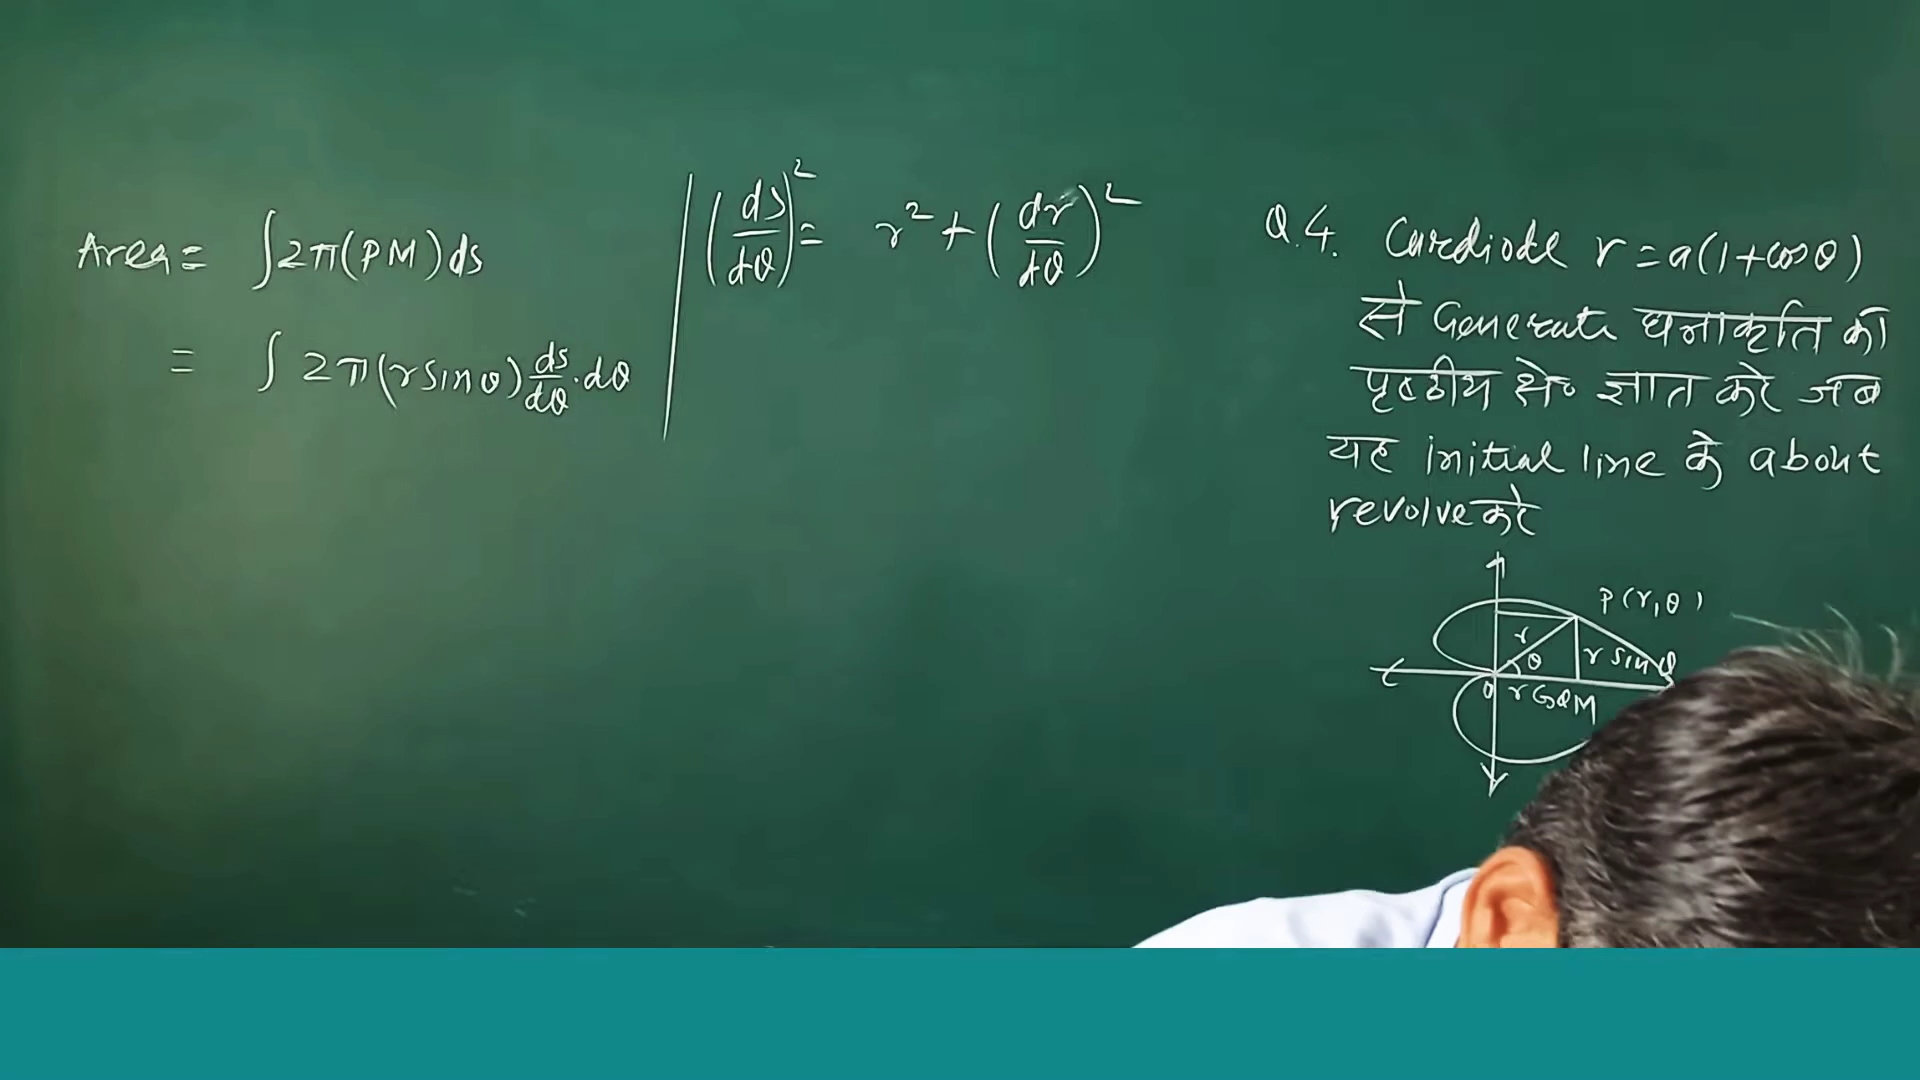 Area = ∫2π(PM)ds
= ∫ 2π(r sinθ) ds/dθ · dθ
(ds/dθ)² = r² + (dr/dθ)²
Q.4. Cardiode r = a(1+cosθ)
से Generate घनाकृति का
पृष्ठीय क्षे० ज्ञात करे जब
यह initial line के about
revolve करे
P(r,θ)
r
θ
r sinθ
O r Cosθ M